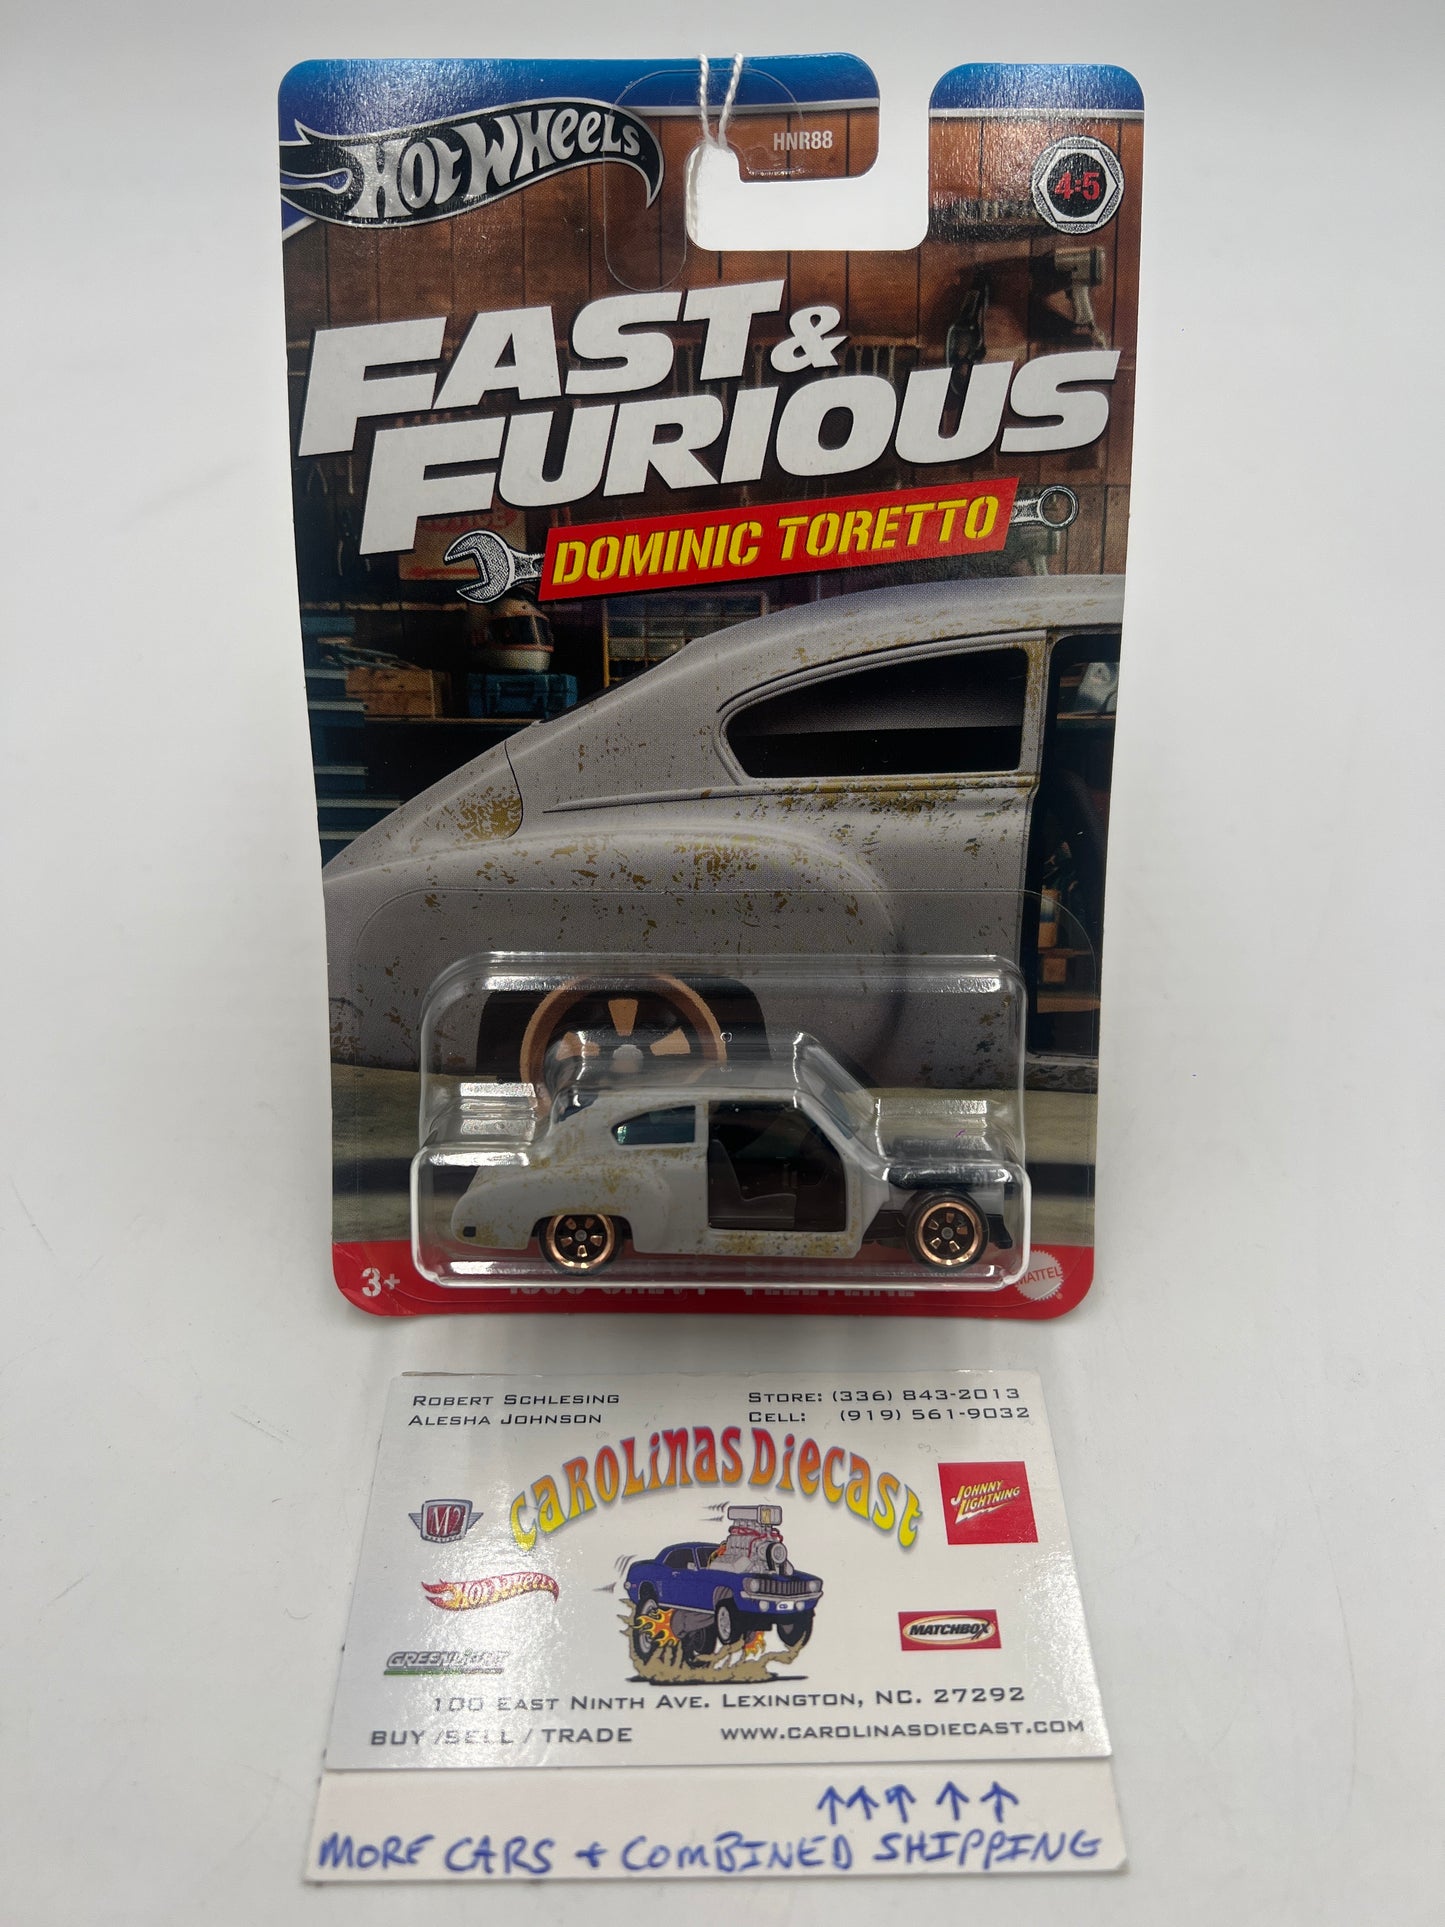 HOT WHEELS
HNR88
4:5
FAST &
FURIOUS
DOMINIC TORETTO
3+
MATTEL
ROBERT SCHLESING
ALESHA JOHNSON
STORE: (336) 843-2013
CELL: (919) 561-9032
CAROLINAS DIECAST
M2
JOHNNY LIGHTNING
HOT WHEELS
MATCHBOX
GREENLIGHT
100 EAST NINTH AVE. LEXINGTON, NC. 27292
BUY / SELL / TRADE
WWW.CAROLINASDIECAST.COM
MORE CARS + COMBINED SHIPPING